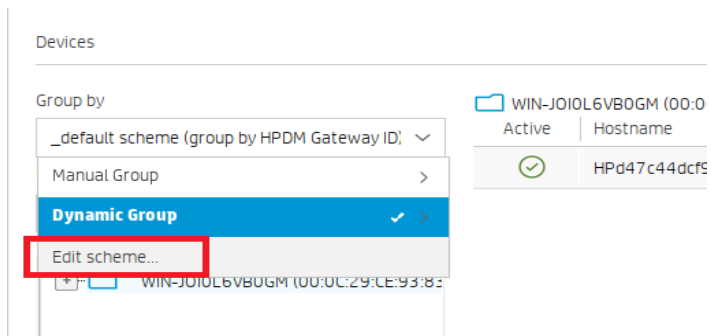 Devices
Group by
_default scheme (group by HPDM Gateway ID)
Manual Group
Dynamic Group
Edit scheme...
WIN-JOI0L6VB0GM (00:0C:29:CE:93:83
WIN-JOI0L6VB0GM (00:0
Active Hostname
HPd47c44dcf9